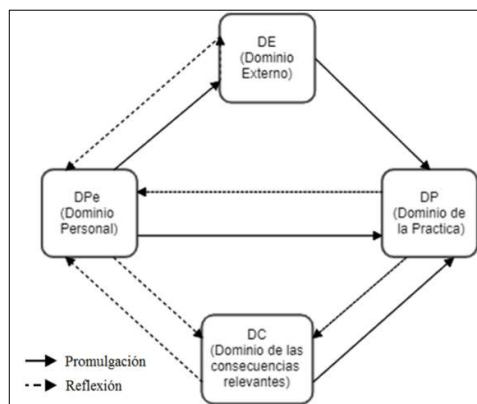 DE
(Dominio
Externo)
DPe
(Dominio
Personal)
DP
(Dominio de
la Practica)
DC
(Dominio de las
consecuencias
relevantes)
Promulgación
Reflexión